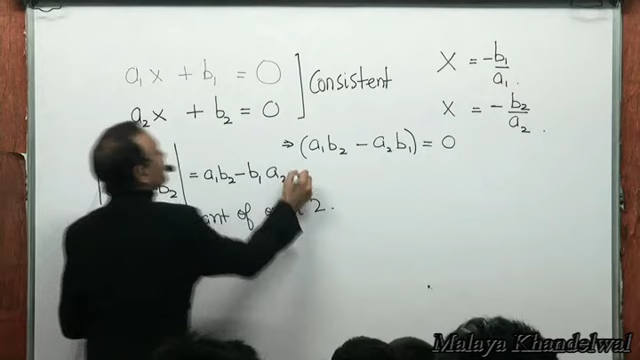 a₁x + b₁ = 0 ] Consistent
a₂x + b₂ = 0
X = -b₁/a₁.
X = -b₂/a₂.
⇒ (a₁b₂ - a₂b₁) = 0
b₂ | = a₁b₂ - b₁a₂
of 2.
Malaya Khandelwal